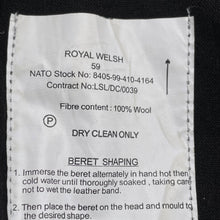 ROYAL WELSH
59
NATO Stock No: 8405-99-410-4164
Contract No:LSL/DC/0039
Fibre content: 100% Wool
P
DRY CLEAN ONLY
BERET SHAPING
1. Immerse the beret alternately in hand hot then
cold water until thoroughly soaked, taking care
not to wet the leather band.
2. Then place the beret on the head and mould to
the desired shape.